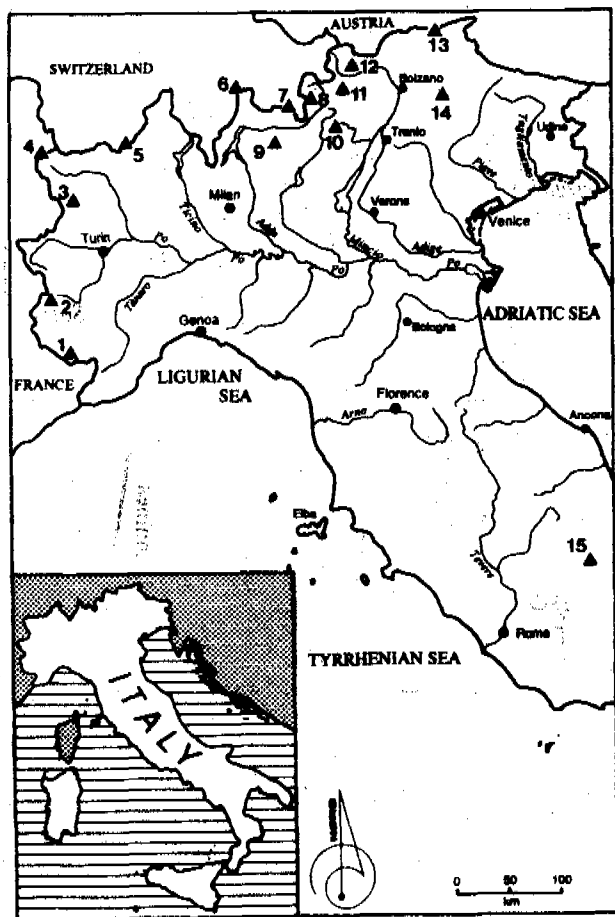 AUSTRIA
13
SWITZERLAND
12
6
7
8
11
Bolzano
14
4
5
9
10
Trento
Tagliamento
Udine
3
Piave
Milan
Ticino
Adda
Verona
Venice
Turin
Po
Po
Mincio
Adige
Po
Po
2
Tanaro
ADRIATIC SEA
Genoa
Bologna
1
FRANCE
LIGURIAN
SEA
Florence
Arno
Ancona
Elba
15
Tevere
Roma
TYRRHENIAN SEA
ITALY
0 50 100
km